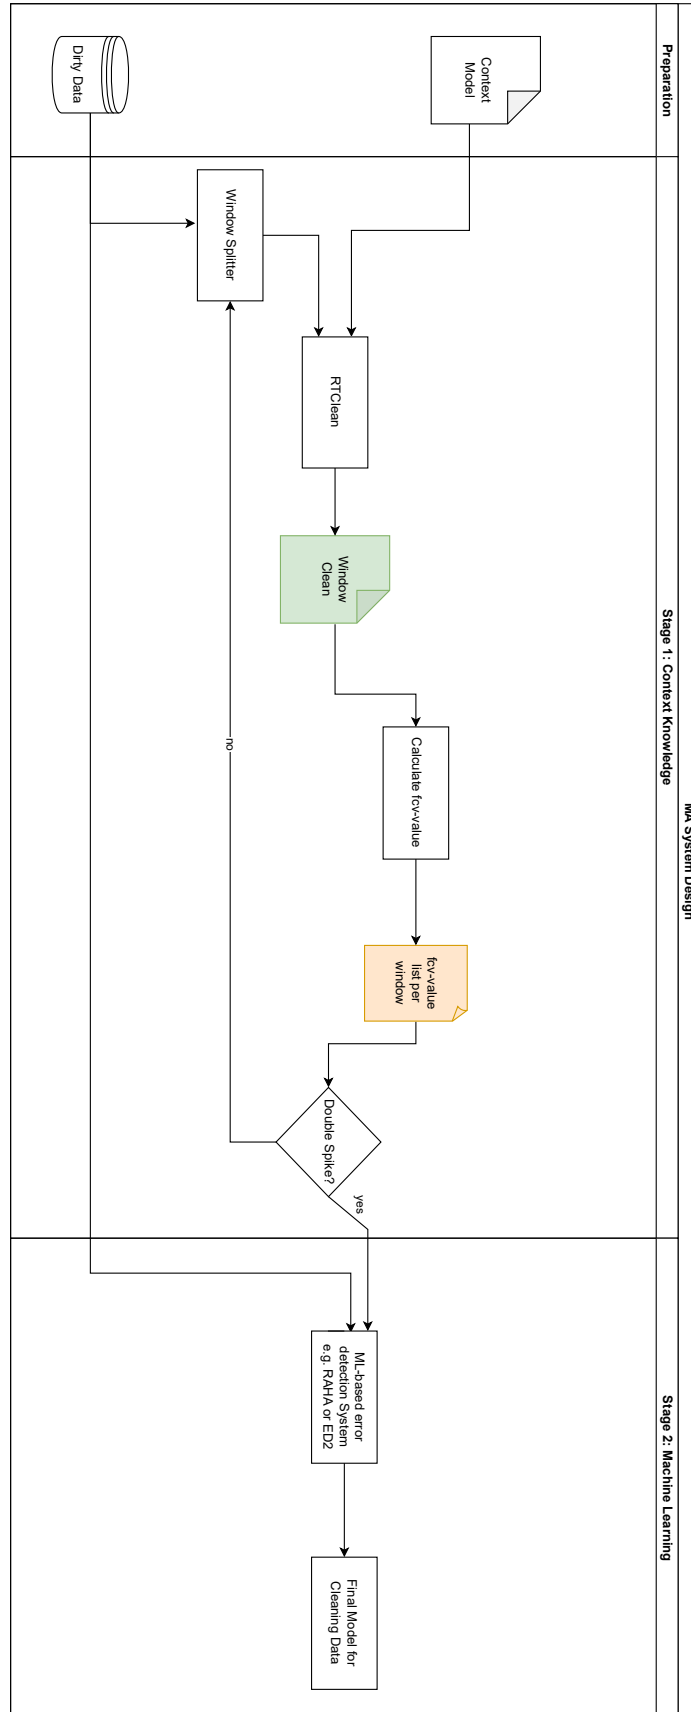 MA System Design
Preparation
Stage 1: Context Knowledge
Stage 2: Machine Learning
Context
Model
Dirty Data
Window Splitter
RTClean
Window
Clean
Calculate fcv-value
fcv-value
list per
window
Double Spike?
yes
no
ML-based error
detection System
e.g. RAHA or ED2
Final Model for
Cleaning Data